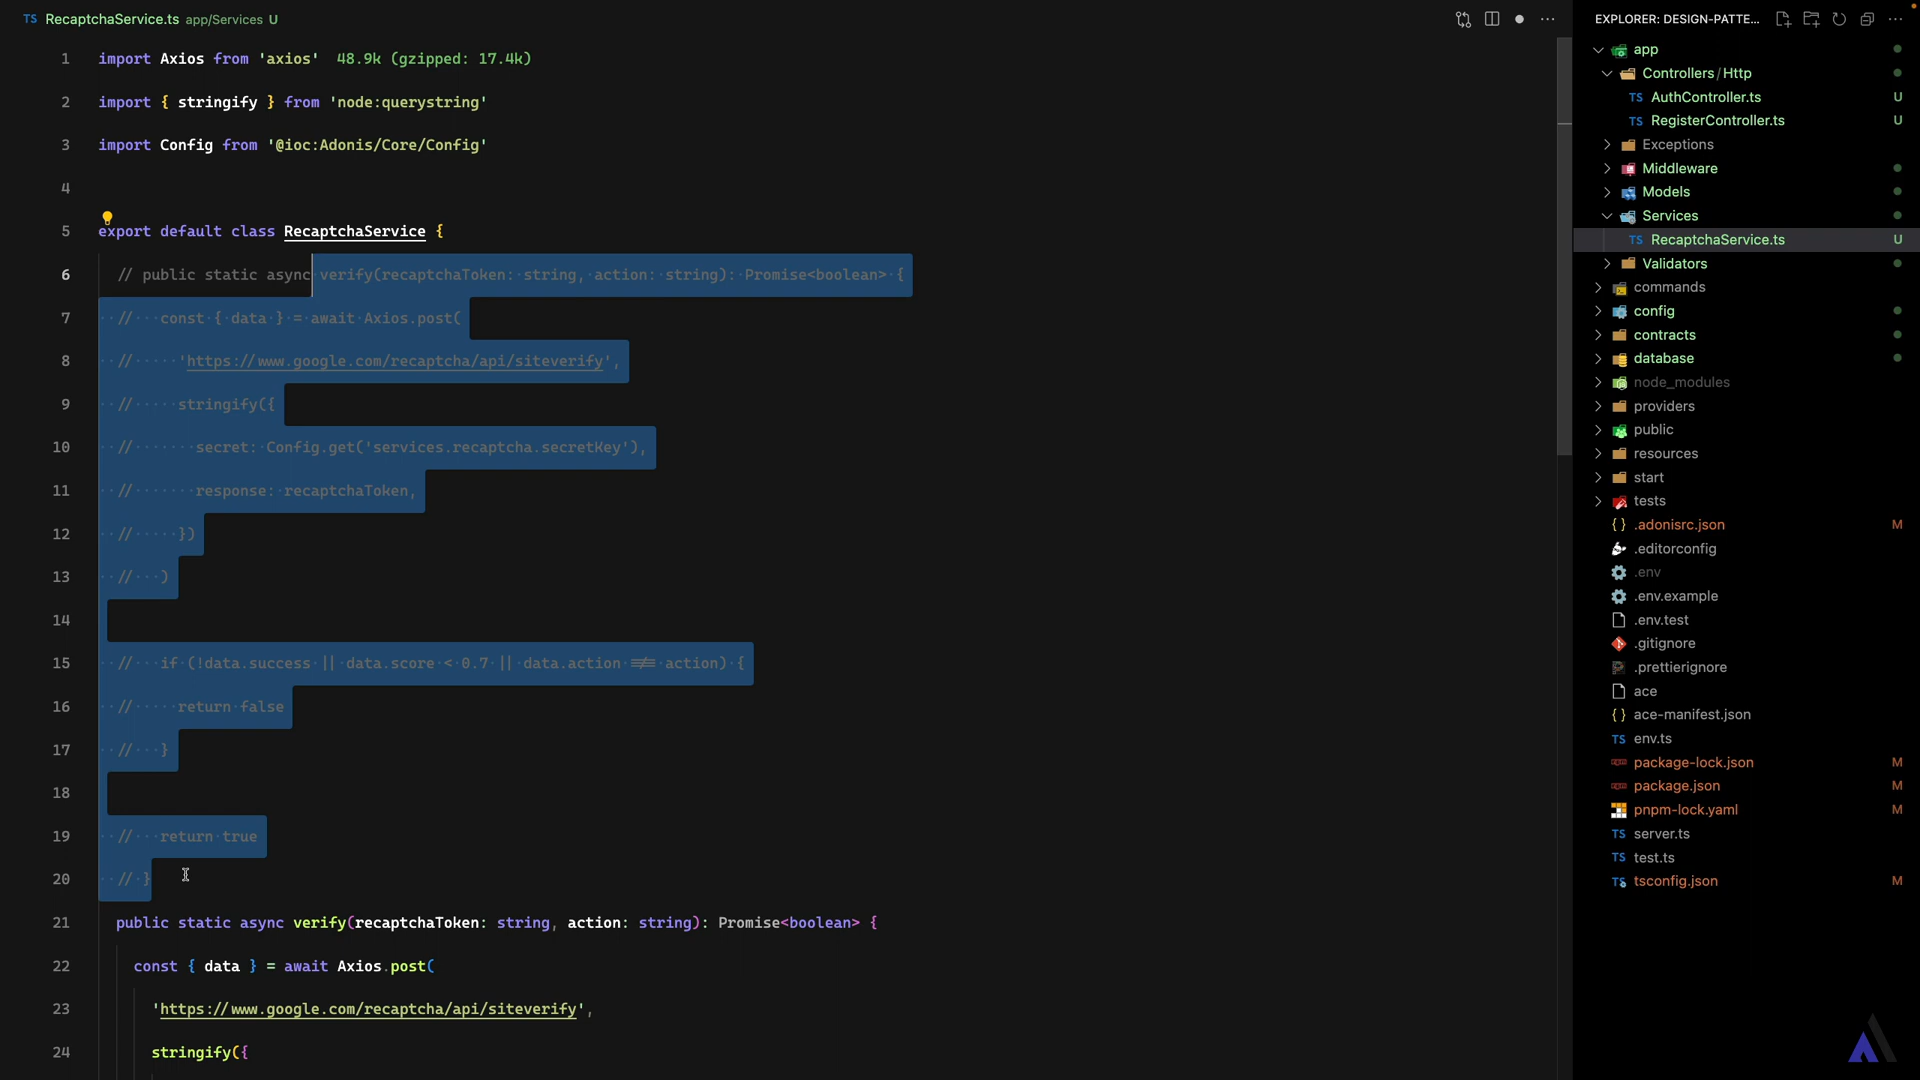 TS RecaptchaService.ts app/Services U
1 import Axios from 'axios' 48.9k (gzipped: 17.4k)
2 import { stringify } from 'node:querystring'
3 import Config from '@ioc:Adonis/Core/Config'
4
5 export default class RecaptchaService {
6 // public static async verify(recaptchaToken: string, action: string): Promise<boolean> {
7 // const { data } = await Axios.post(
8 // 'https://www.google.com/recaptcha/api/siteverify',
9 // stringify({
10 // secret: Config.get('services.recaptcha.secretKey'),
11 // response: recaptchaToken,
12 // })
13 // )
14
15 // if (!data.success || data.score < 0.7 || data.action !== action) {
16 // return false
17 // }
18
19 // return true
20 // }
21 public static async verify(recaptchaToken: string, action: string): Promise<boolean> {
22 const { data } = await Axios.post(
23 'https://www.google.com/recaptcha/api/siteverify',
24 stringify({
EXPLORER: DESIGN-PATTE...
app
Controllers/Http
TS AuthController.ts U
TS RegisterController.ts U
Exceptions
Middleware
Models
Services
TS RecaptchaService.ts U
Validators
commands
config
contracts
database
node_modules
providers
public
resources
start
tests
{} .adonisrc.json M
.editorconfig
.env
.env.example
.env.test
.gitignore
.prettierignore
ace
{} ace-manifest.json
TS env.ts
package-lock.json M
package.json M
pnpm-lock.yaml M
TS server.ts
TS test.ts
TS tsconfig.json M